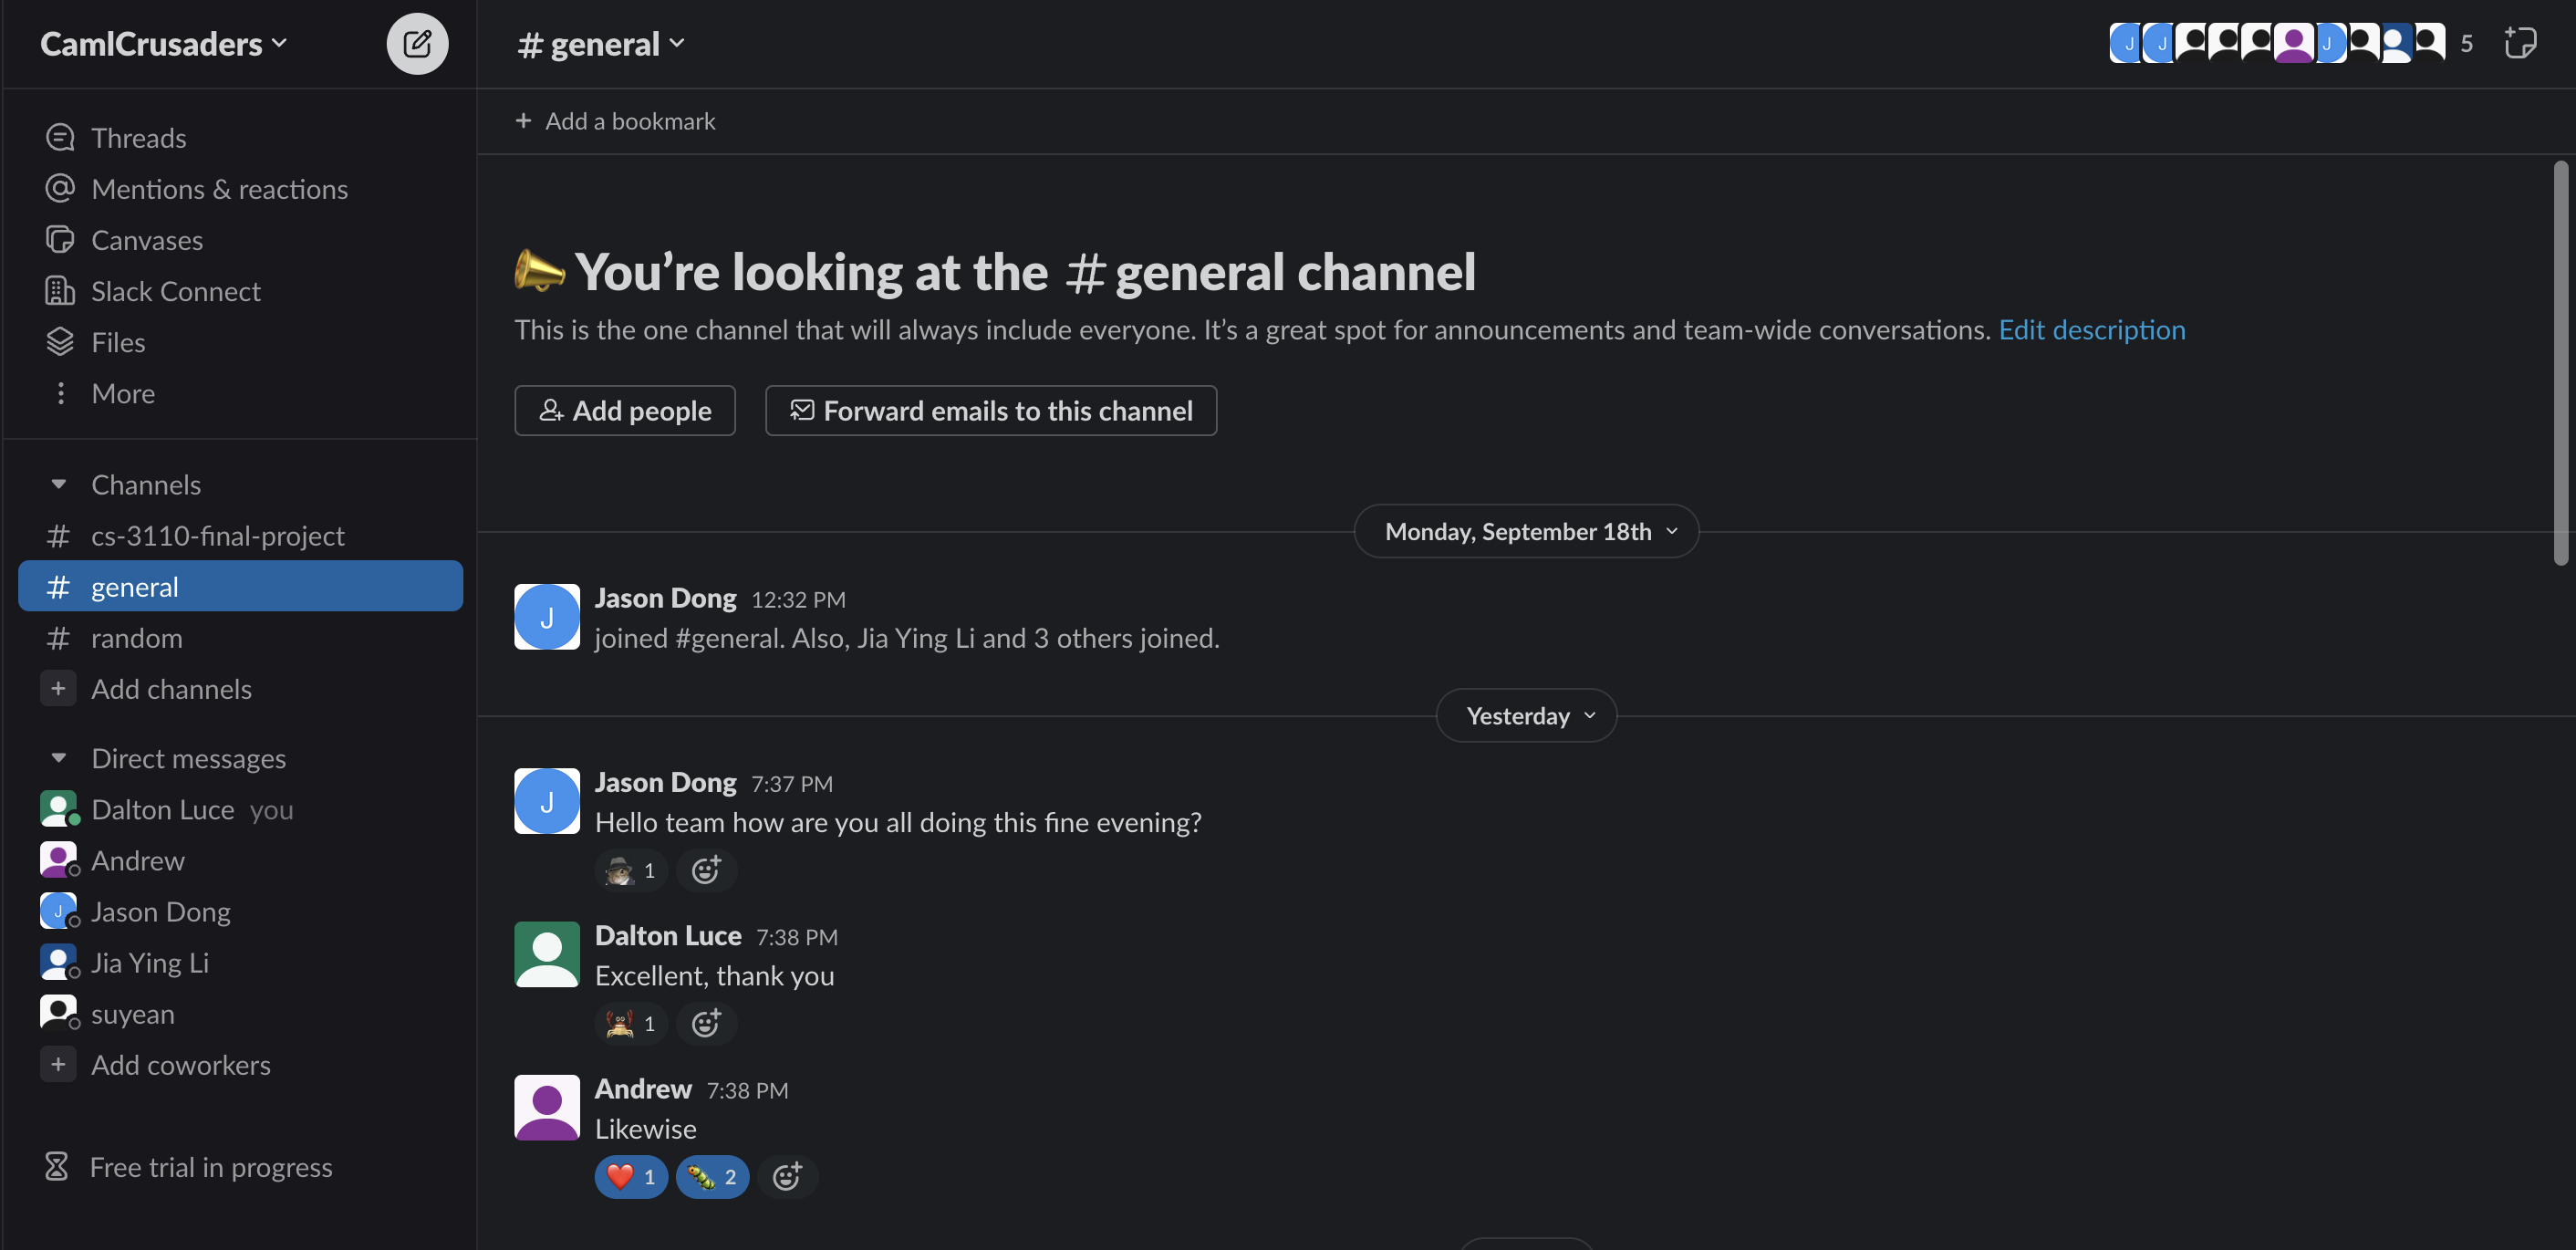 CamlCrusaders
Threads
Mentions & reactions
Canvases
Slack Connect
Files
More
Channels
# cs-3110-final-project
# general
# random
+ Add channels
Direct messages
Dalton Luce you
Andrew
J Jason Dong
Jia Ying Li
suyean
+ Add coworkers
Free trial in progress
# general
J J J 5
+ Add a bookmark
You’re looking at the # general channel
This is the one channel that will always include everyone. It’s a great spot for announcements and team-wide conversations. Edit description
Add people
Forward emails to this channel
Monday, September 18th
J
Jason Dong 12:32 PM
joined #general. Also, Jia Ying Li and 3 others joined.
Yesterday
J
Jason Dong 7:37 PM
Hello team how are you all doing this fine evening?
1
Dalton Luce 7:38 PM
Excellent, thank you
1
Andrew 7:38 PM
Likewise
1 2